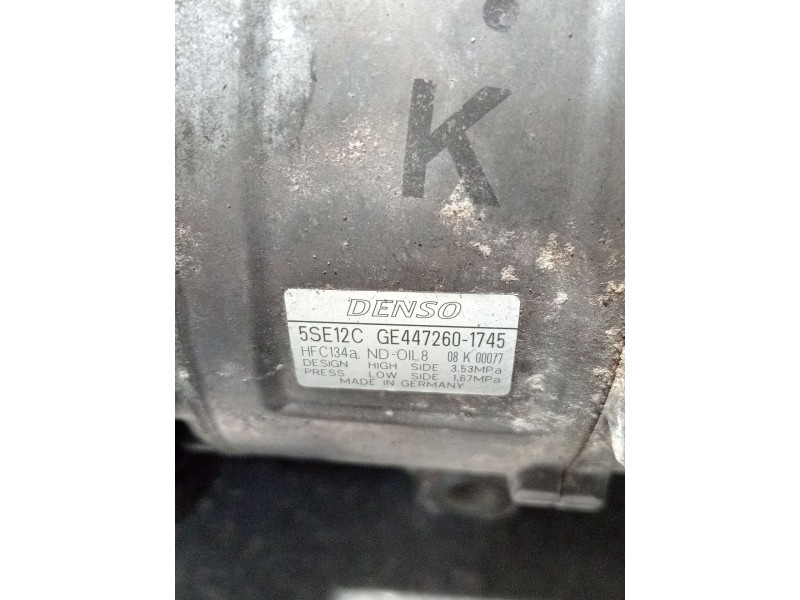 K
DENSO
5SE12C GE447260-1745
HFC134a. ND-OIL8 08 K 00077
DESIGN HIGH SIDE 3.53MPa
PRESS LOW SIDE 1.67MPa
MADE IN GERMANY